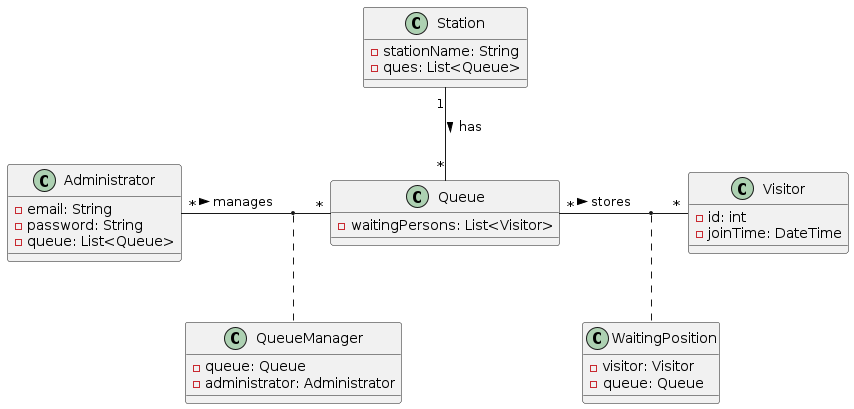 C Station
stationName: String
ques: List<Queue>
1
has
*
C Administrator
email: String
password: String
queue: List<Queue>
* manages *
C Queue
waitingPersons: List<Visitor>
* stores *
C Visitor
id: int
joinTime: DateTime
C QueueManager
queue: Queue
administrator: Administrator
C WaitingPosition
visitor: Visitor
queue: Queue